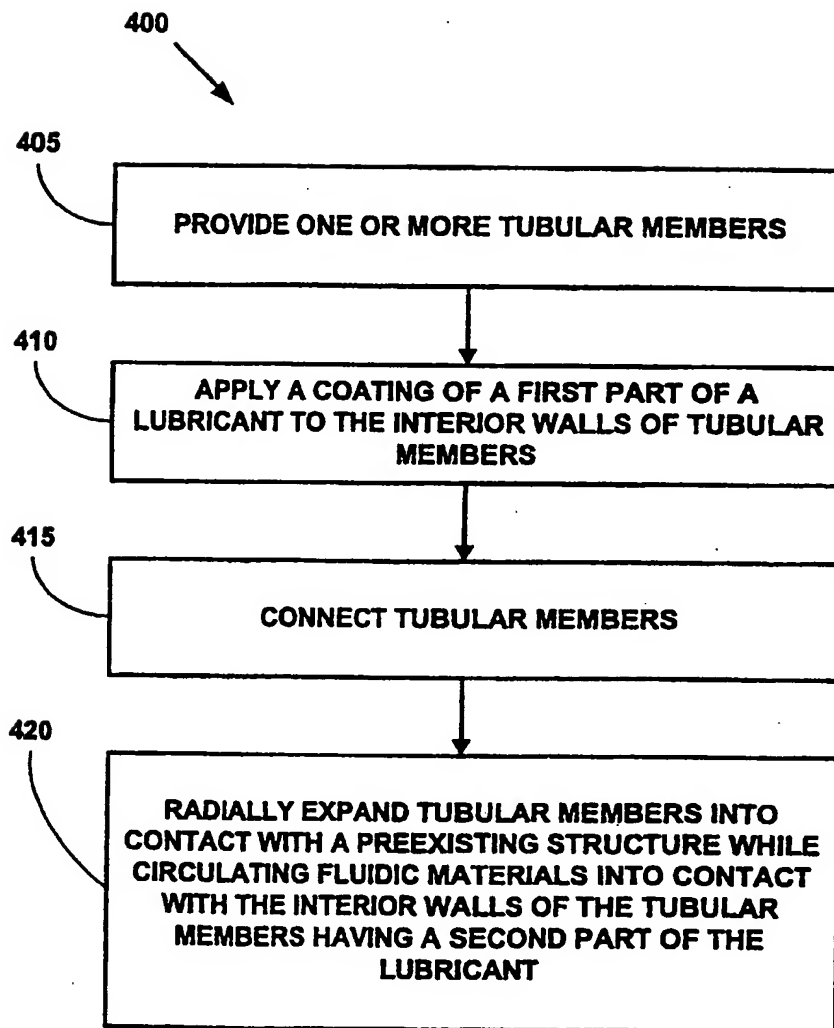 400
405
PROVIDE ONE OR MORE TUBULAR MEMBERS
410
APPLY A COATING OF A FIRST PART OF A
LUBRICANT TO THE INTERIOR WALLS OF TUBULAR
MEMBERS
415
CONNECT TUBULAR MEMBERS
420
RADIALLY EXPAND TUBULAR MEMBERS INTO
CONTACT WITH A PREEXISTING STRUCTURE WHILE
CIRCULATING FLUIDIC MATERIALS INTO CONTACT
WITH THE INTERIOR WALLS OF THE TUBULAR
MEMBERS HAVING A SECOND PART OF THE
LUBRICANT